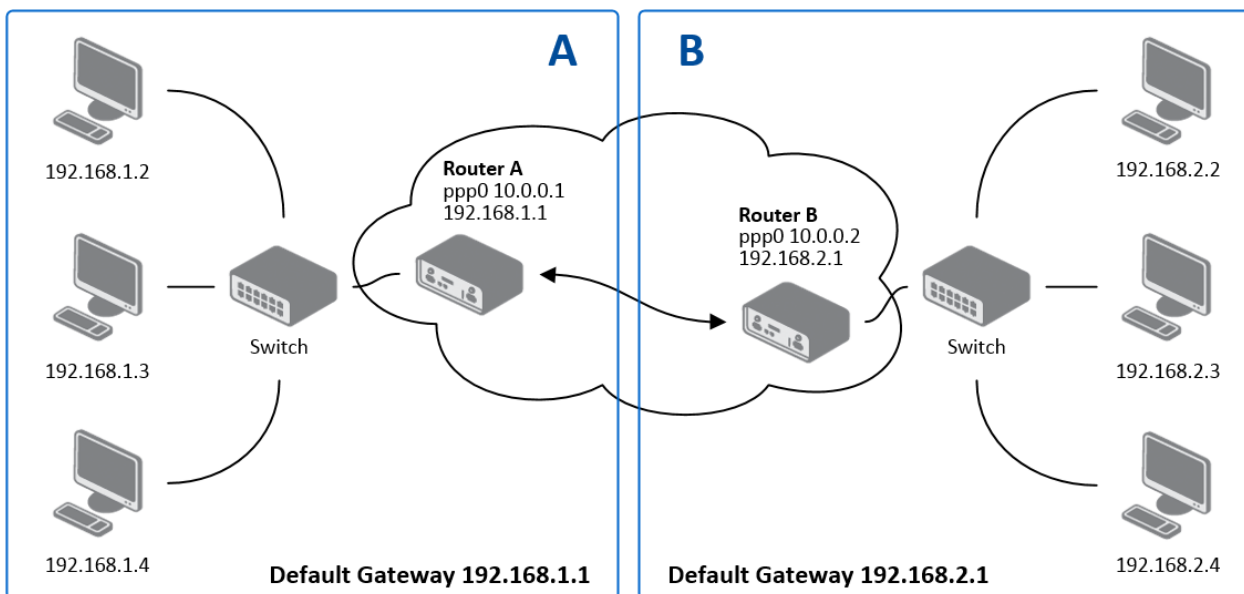 A
B
192.168.1.2
Router A
ppp0 10.0.0.1
192.168.1.1
Router B
ppp0 10.0.0.2
192.168.2.1
192.168.2.2
192.168.1.3
Switch
Switch
192.168.2.3
192.168.1.4
Default Gateway 192.168.1.1
Default Gateway 192.168.2.1
192.168.2.4